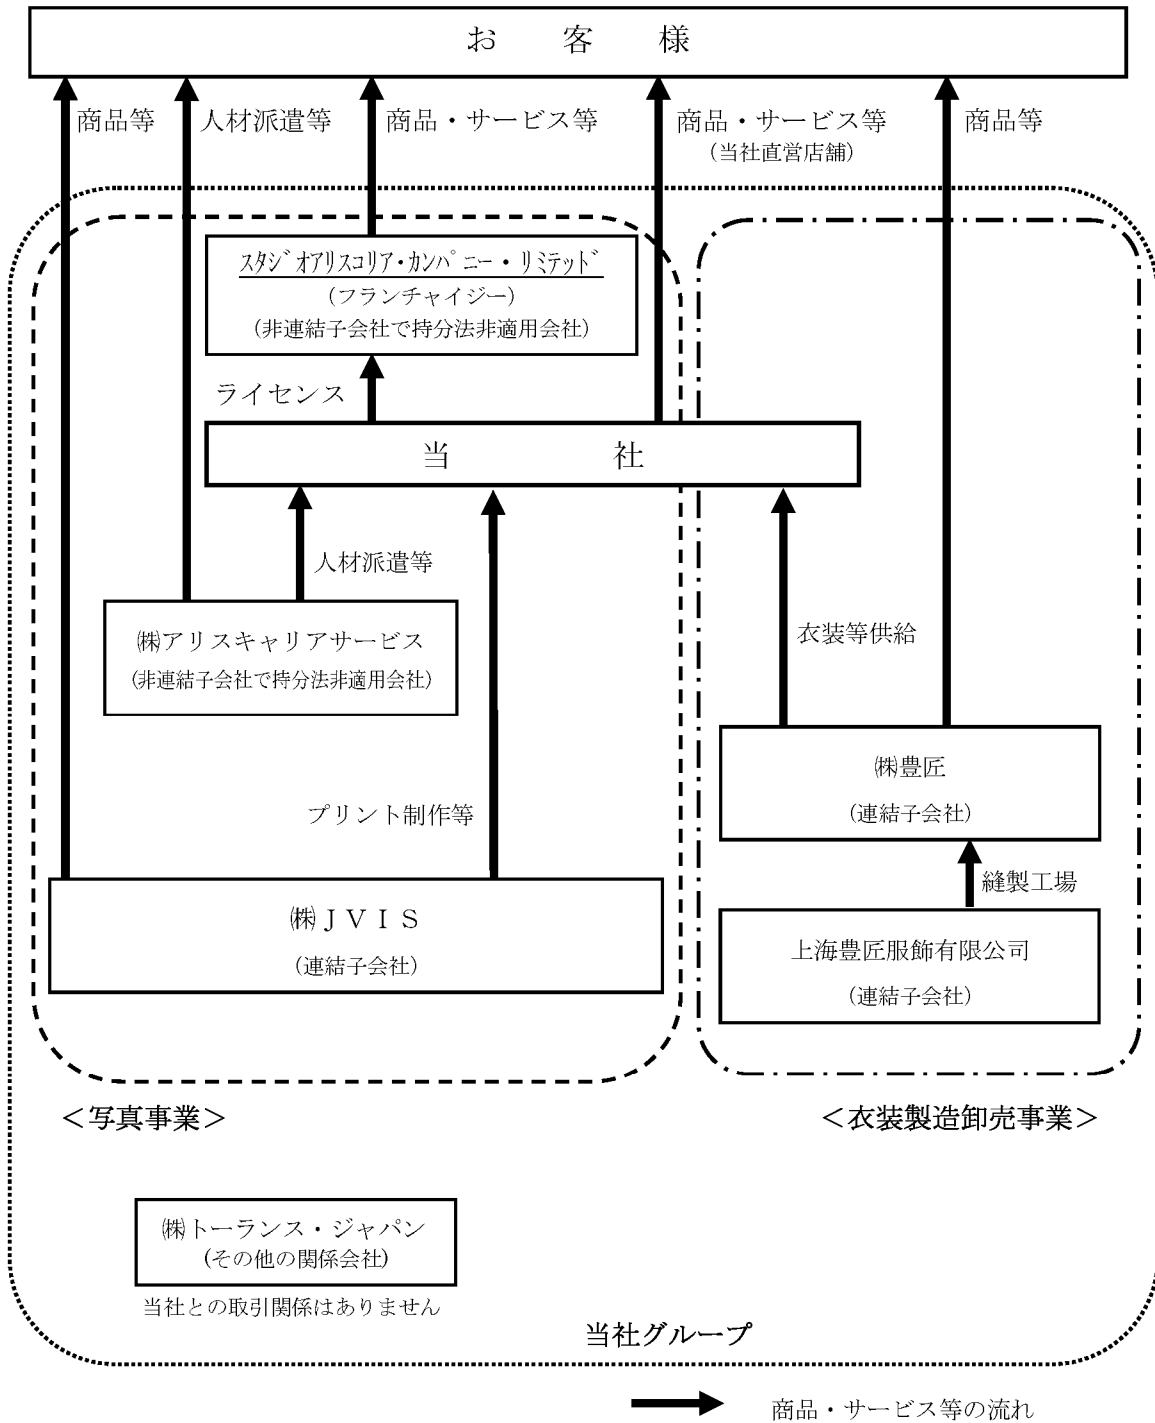 お　客　様
商品等
人材派遣等
商品・サービス等
商品・サービス等
(当社直営店舗)
商品等
ｽﾀｼﾞｵアリスコリア・ｶﾝﾊﾟﾆｰ・ﾘﾐﾃｯﾄﾞ
(フランチャイジー)
(非連結子会社で持分法非適用会社)
ライセンス
当　社
人材派遣等
㈱アリスキャリアサービス
(非連結子会社で持分法非適用会社)
衣装等供給
㈱豊匠
(連結子会社)
プリント制作等
縫製工場
㈱ＪＶＩＳ
(連結子会社)
上海豊匠服飾有限公司
(連結子会社)
＜写真事業＞
＜衣装製造卸売事業＞
㈱トーランス・ジャパン
(その他の関係会社)
当社との取引関係はありません
当社グループ
商品・サービス等の流れ